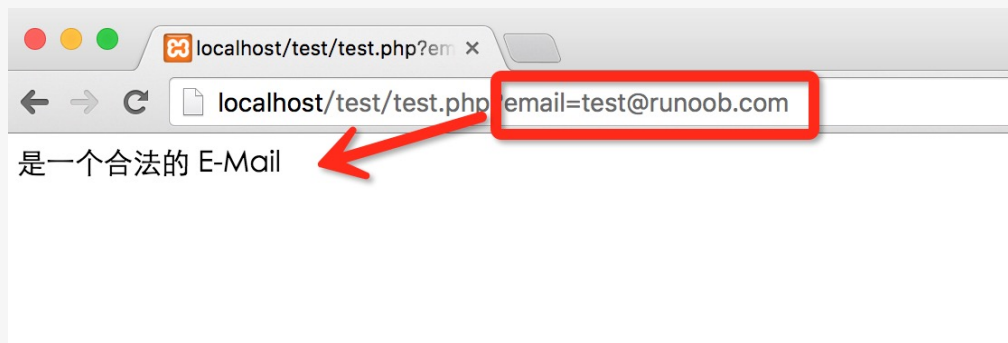 localhost/test/test.php?em
localhost/test/test.php?email=test@runoob.com
是一个合法的 E-Mail